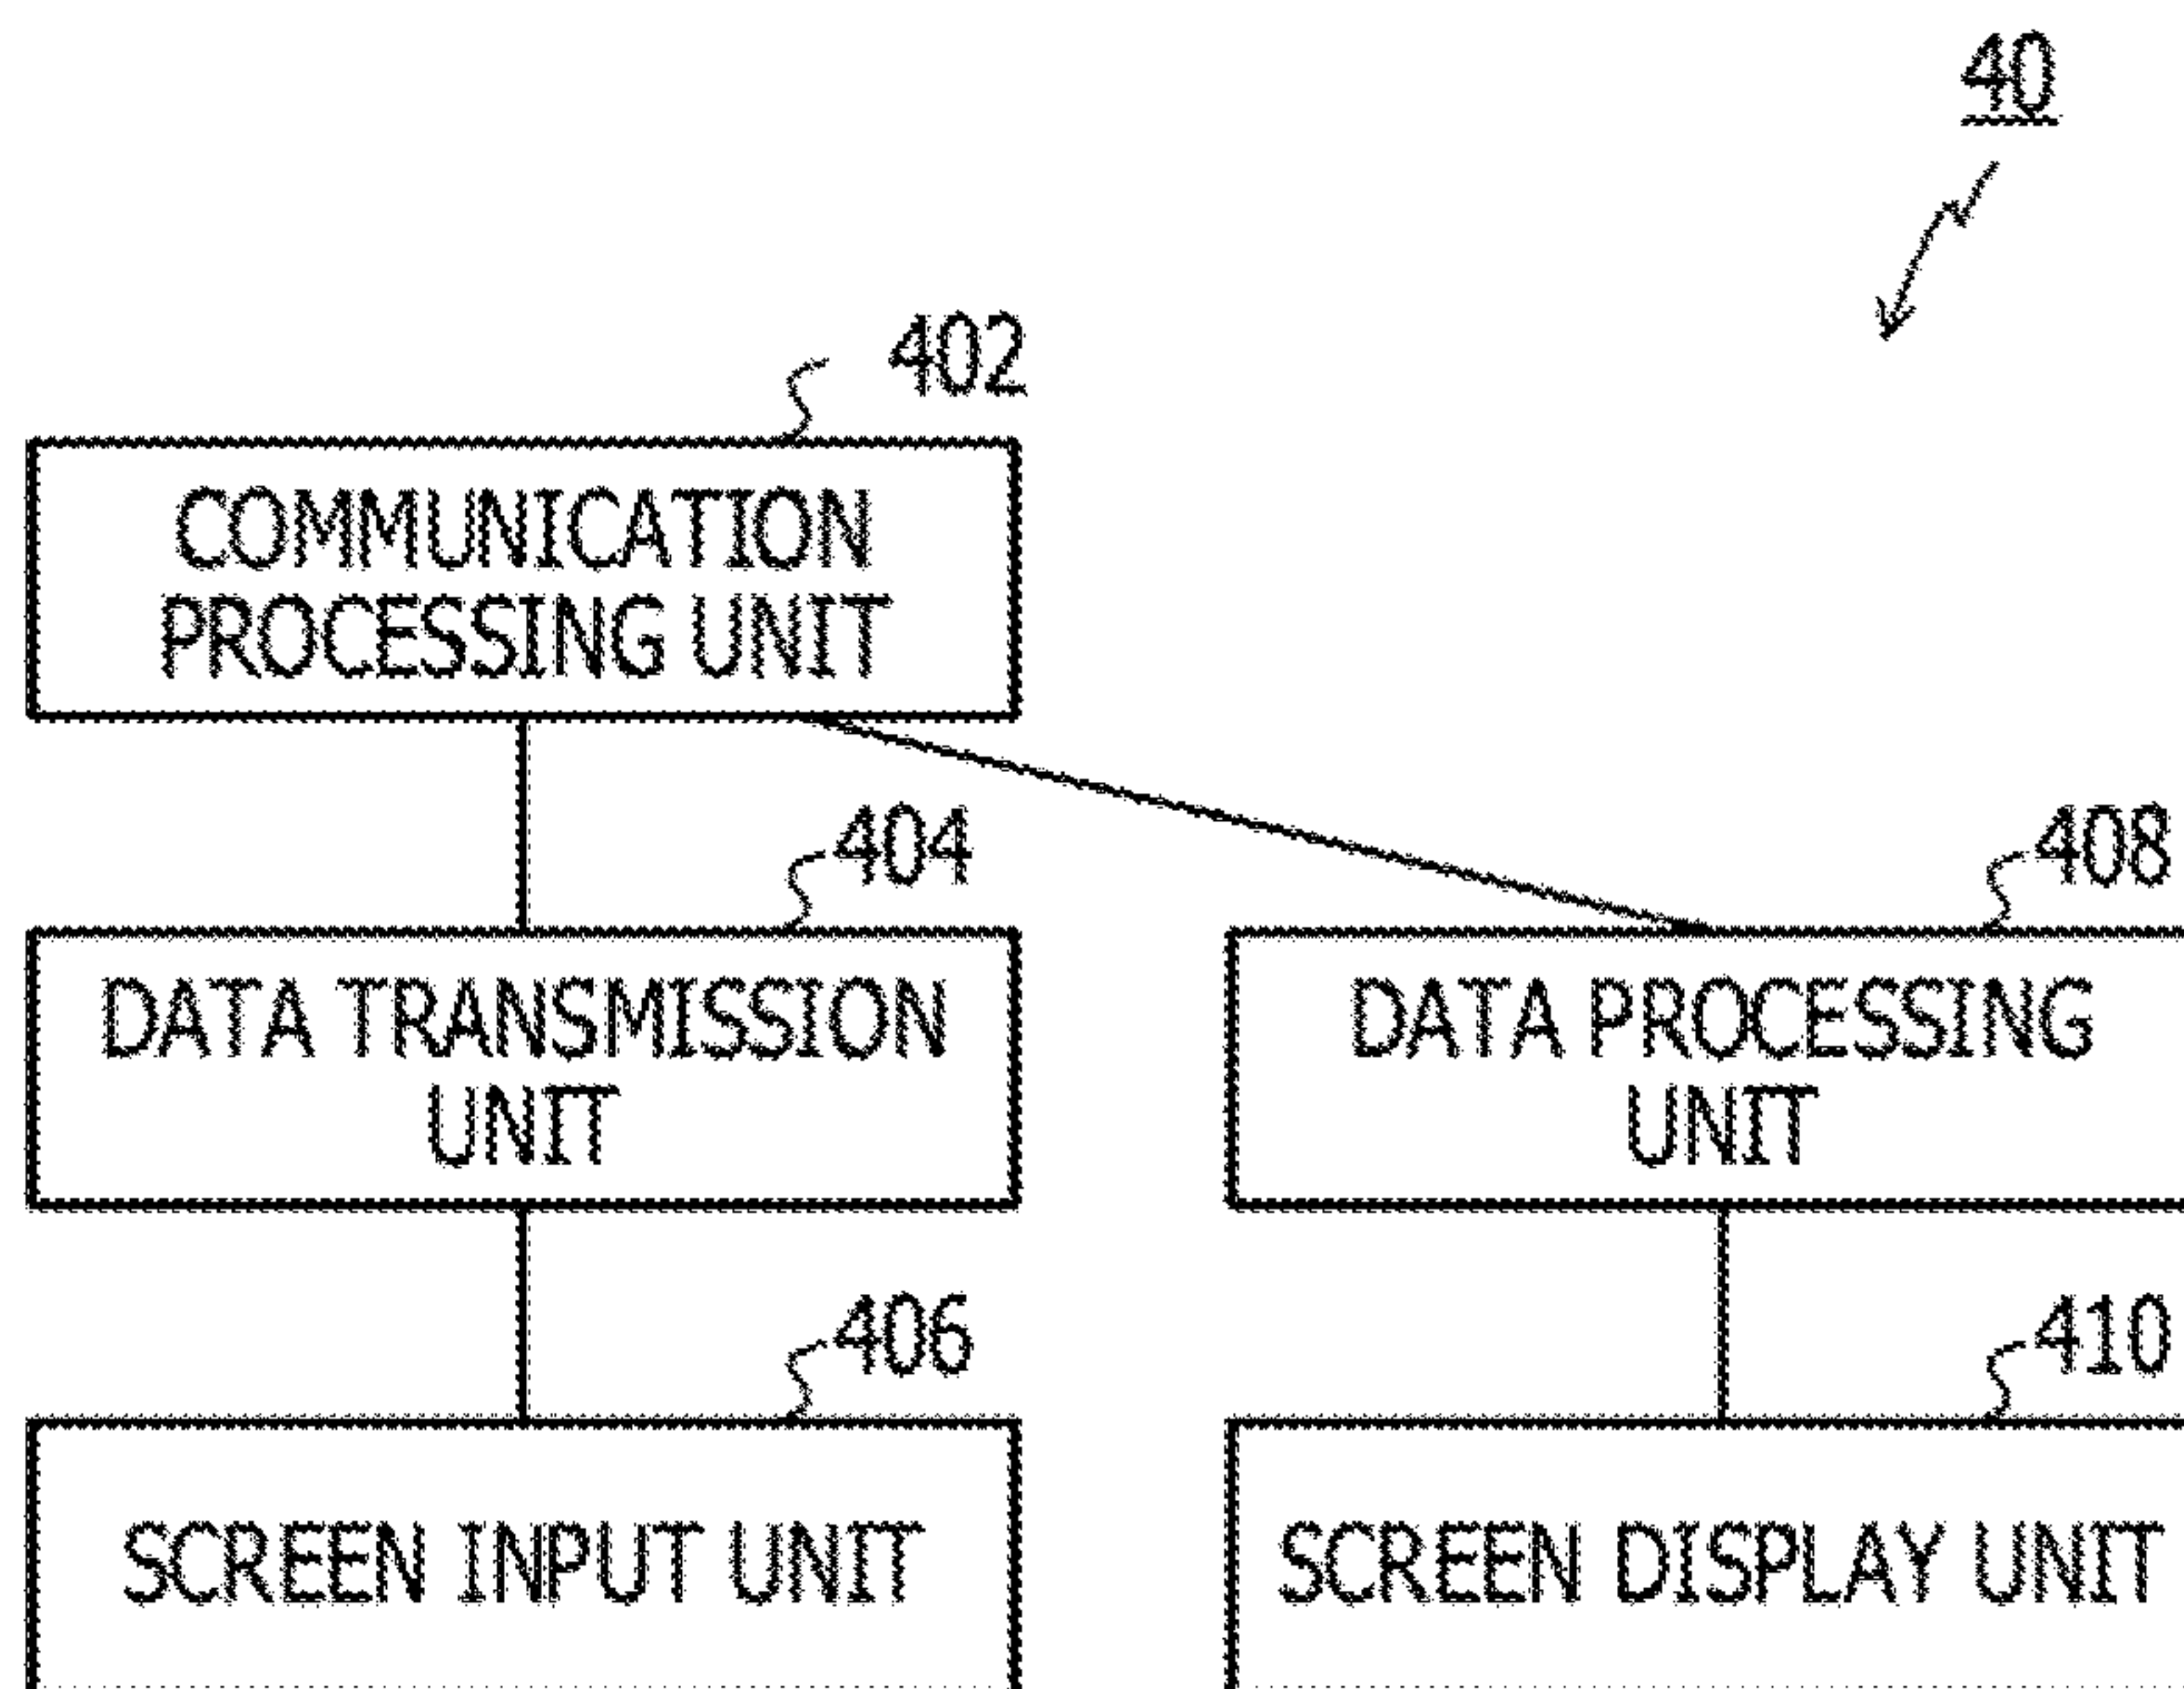 40
402
COMMUNICATION
PROCESSING UNIT
404
DATA TRANSMISSION
UNIT
408
DATA PROCESSING
UNIT
406
SCREEN INPUT UNIT
410
SCREEN DISPLAY UNIT